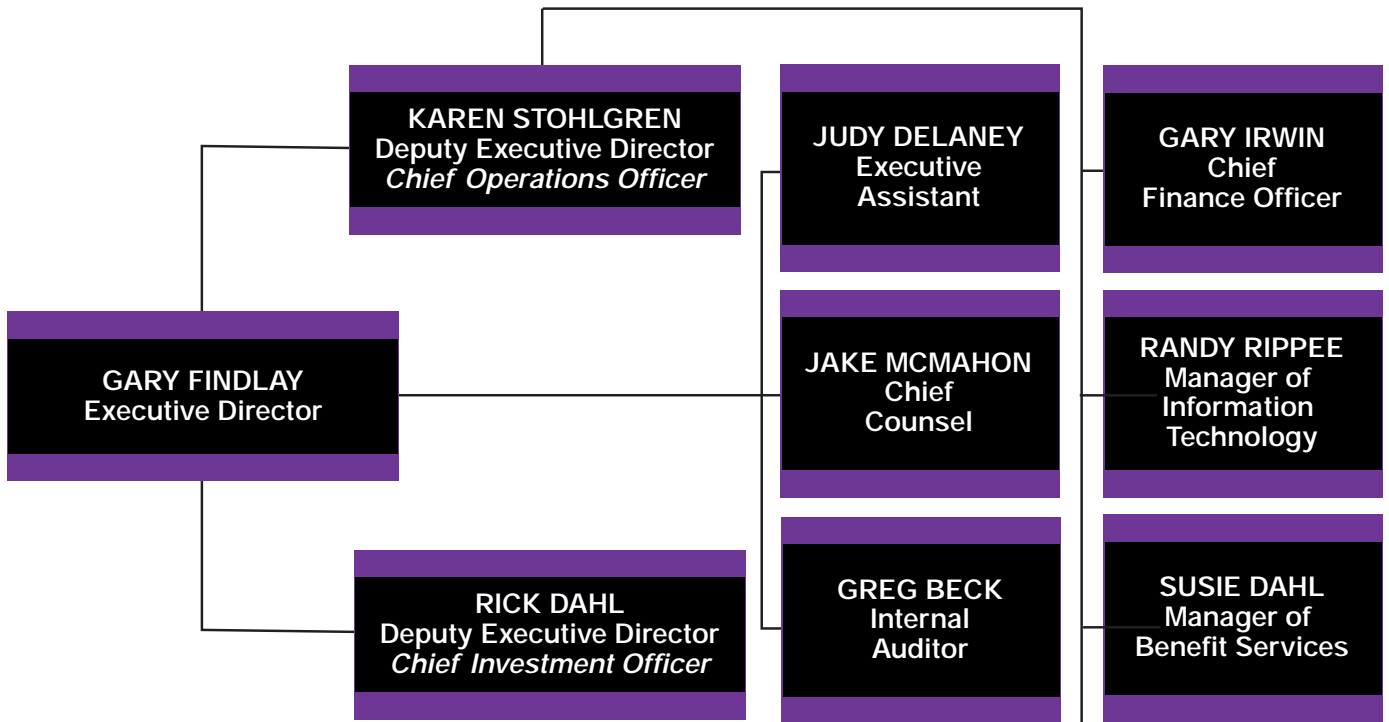 KAREN STOHLGREN
Deputy Executive Director
Chief Operations Officer
JUDY DELANEY
Executive
Assistant
GARY IRWIN
Chief
Finance Officer
GARY FINDLAY
Executive Director
JAKE MCMAHON
Chief
Counsel
RANDY RIPPEE
Manager of
Information
Technology
RICK DAHL
Deputy Executive Director
Chief Investment Officer
GREG BECK
Internal
Auditor
SUSIE DAHL
Manager of
Benefit Services